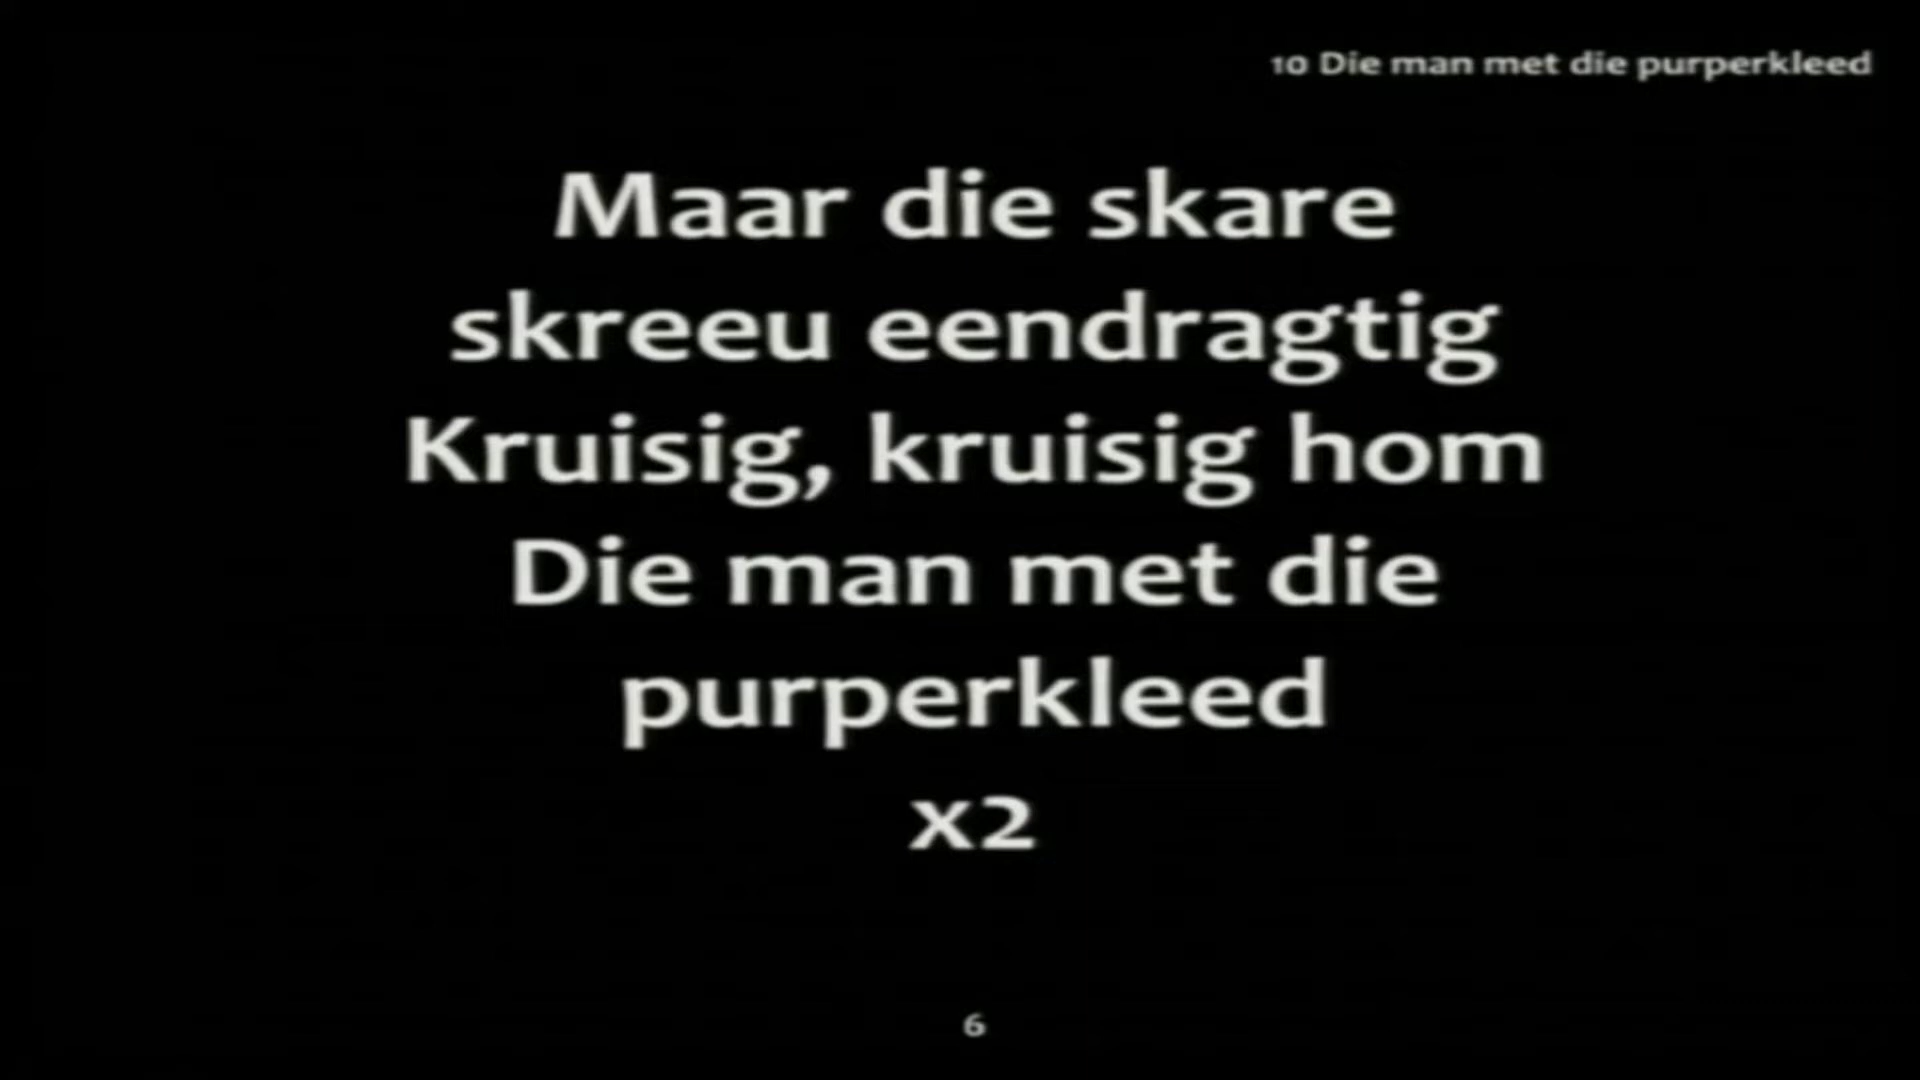 10 Die man met die purperkleed
Maar die skare
skreeu eendragtig
Kruisig, kruisig hom
Die man met die
purperkleed
x2
6